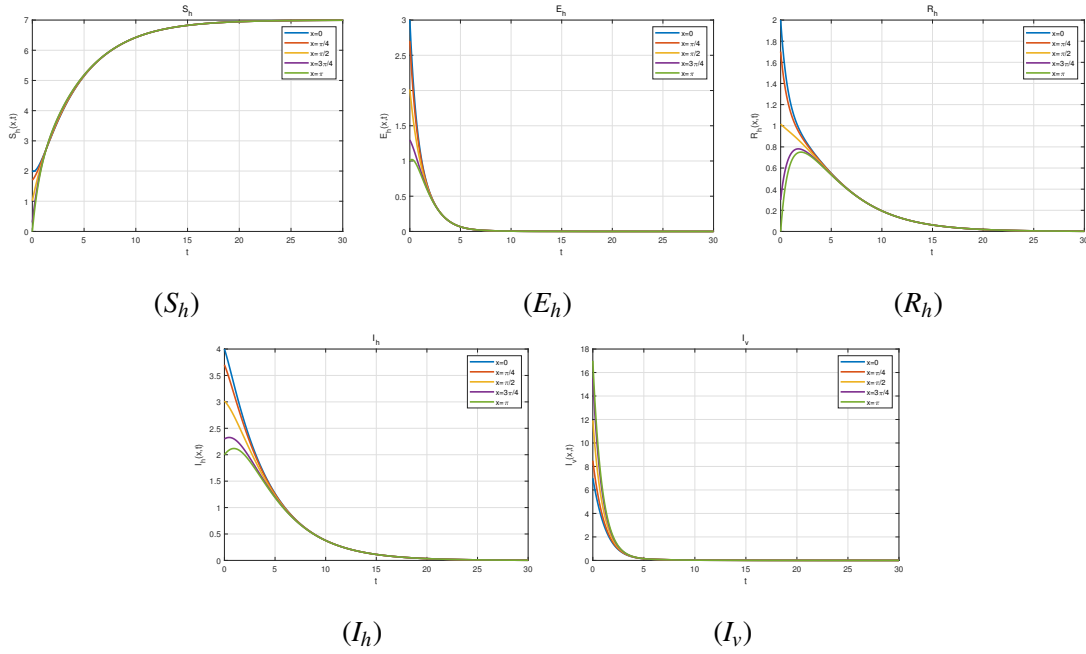 S_h
S_h(x,t)
7
6
5
4
3
2
1
0
0 5 10 15 20 25 30
t
x=0
x=π/4
x=π/2
x=3π/4
x=π
(S_h)
E_h
E_h(x,t)
3
2.5
2
1.5
1
0.5
0
0 5 10 15 20 25 30
t
x=0
x=π/4
x=π/2
x=3π/4
x=π
(E_h)
R_h
R_h(x,t)
2
1.8
1.6
1.4
1.2
1
0.8
0.6
0.4
0.2
0
0 5 10 15 20 25 30
t
x=0
x=π/4
x=π/2
x=3π/4
x=π
(R_h)
I_h
I_h(x,t)
4
3.5
3
2.5
2
1.5
1
0.5
0
0 5 10 15 20 25 30
t
x=0
x=π/4
x=π/2
x=3π/4
x=π
(I_h)
I_v
I_v(x,t)
18
16
14
12
10
8
6
4
2
0
0 5 10 15 20 25 30
t
x=0
x=π/4
x=π/2
x=3π/4
x=π
(I_v)